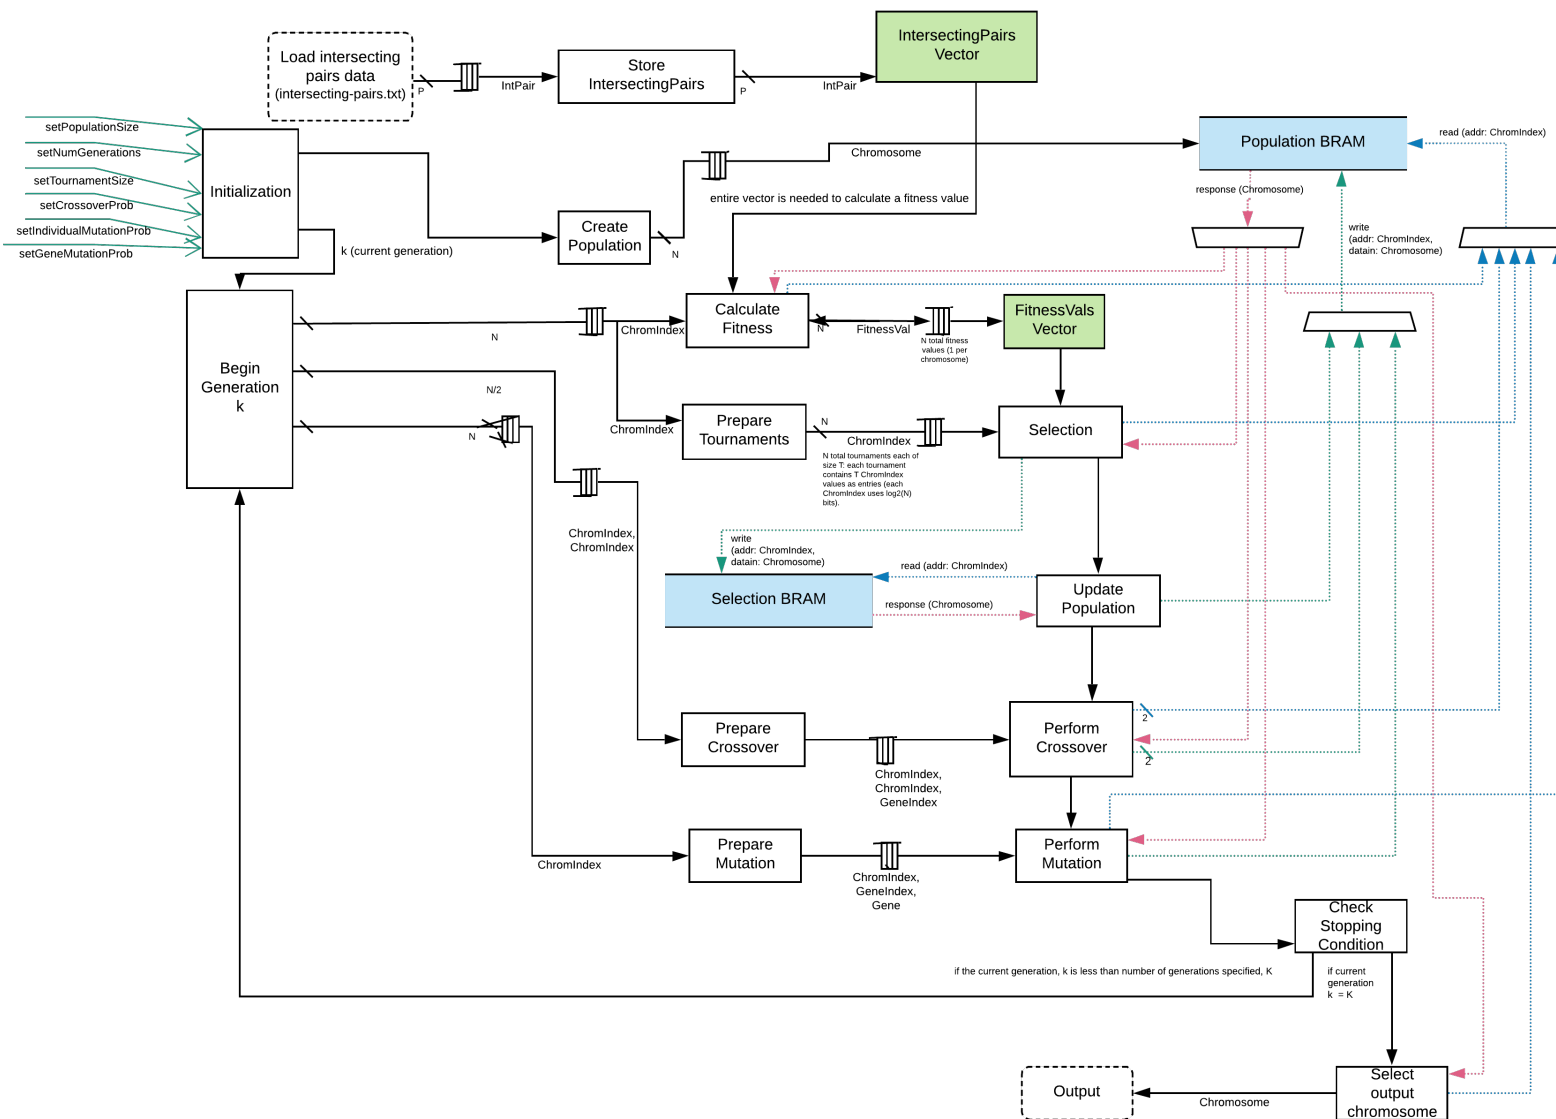 Load intersecting
pairs data
(intersecting-pairs.txt)
P
IntPair
Store
IntersectingPairs
P
IntPair
IntersectingPairs
Vector
setPopulationSize
setNumGenerations
setTournamentSize
setCrossoverProb
setIndividualMutationProb
setGeneMutationProb
Initialization
k (current generation)
Create
Population
N
Chromosome
entire vector is needed to calculate a fitness value
Population BRAM
read (addr: ChromIndex)
response (Chromosome)
write
(addr: ChromIndex,
datain: Chromosome)
Begin
Generation
k
N
N/2
N
ChromIndex
Calculate
Fitness
N
FitnessVal
N total fitness
values (1 per
chromosome)
FitnessVals
Vector
ChromIndex
Prepare
Tournaments
N
ChromIndex
N total tournaments each of
size T: each tournament
contains T ChromIndex
values as entries (each
ChromIndex uses log2(N)
bits).
Selection
ChromIndex,
ChromIndex
write
(addr: ChromIndex,
datain: Chromosome)
Selection BRAM
read (addr: ChromIndex)
response (Chromosome)
Update
Population
Prepare
Crossover
ChromIndex,
ChromIndex,
GeneIndex
Perform
Crossover
2
2
ChromIndex
Prepare
Mutation
ChromIndex,
GeneIndex,
Gene
Perform
Mutation
Check
Stopping
Condition
if the current generation, k is less than number of generations specified, K
if current
generation
k = K
Output
Chromosome
Select
output
chromosome